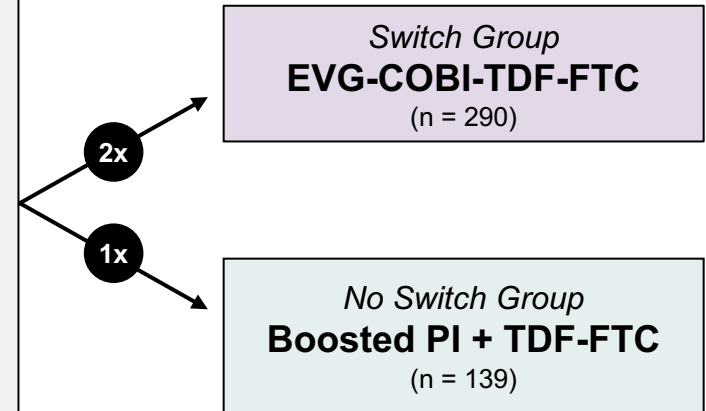 Switch Group
EVG-COBI-TDF-FTC
(n = 290)
2x
1x
No Switch Group
Boosted PI + TDF-FTC
(n = 139)